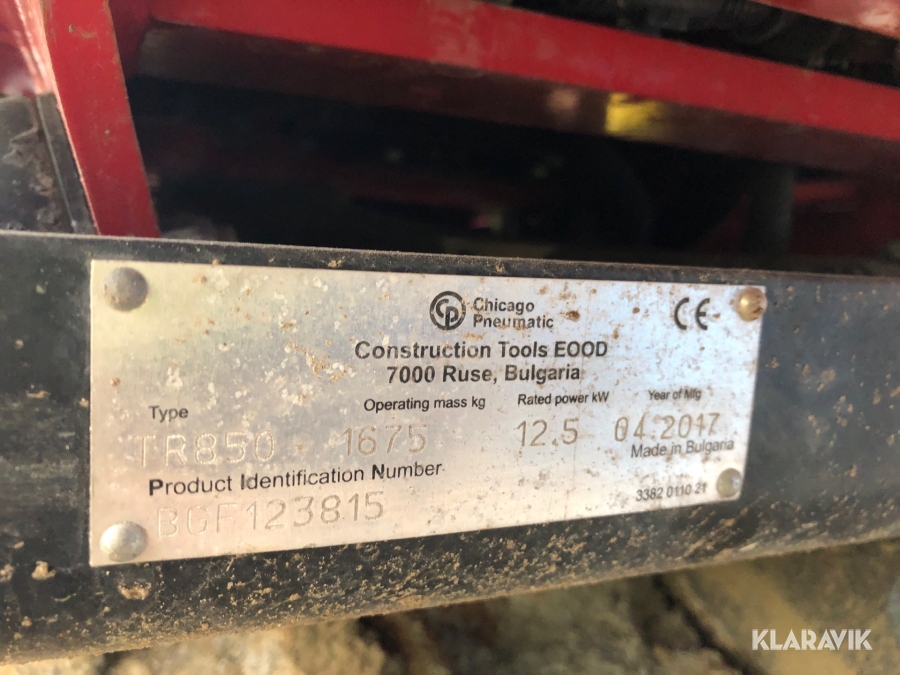 CP Chicago Pneumatic CE
Construction Tools EOOD
7000 Ruse, Bulgaria
Type Operating mass kg Rated power kW Year of Mfg
TR850 1675 12.5 04.2017
Made in Bulgaria
Product Identification Number
BGF123815
3382 0110 21
KLARAVIK